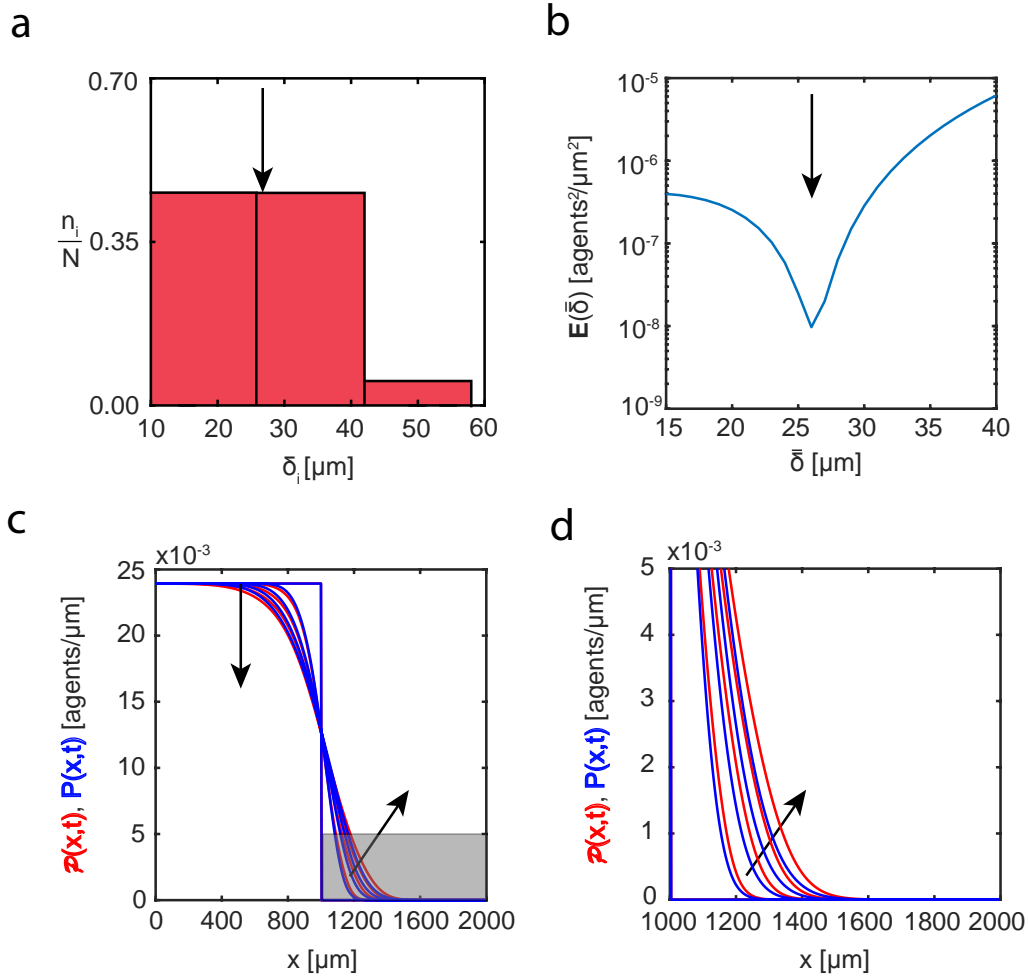 a
0.70
0.35
0.00
n_i
N
10 20 30 40 50 60
δ_i [µm]
b
10^-5
10^-6
10^-7
10^-8
10^-9
E(δ̄) [agents²/µm²]
15 20 25 30 35 40
δ̄ [µm]
c
x10^-3
25
20
15
10
5
0
𝒫(x,t), P(x,t) [agents/µm]
0 400 800 1200 1600 2000
x [µm]
d
x10^-3
5
4
3
2
1
0
𝒫(x,t), P(x,t) [agents/µm]
1000 1200 1400 1600 1800 2000
x [µm]